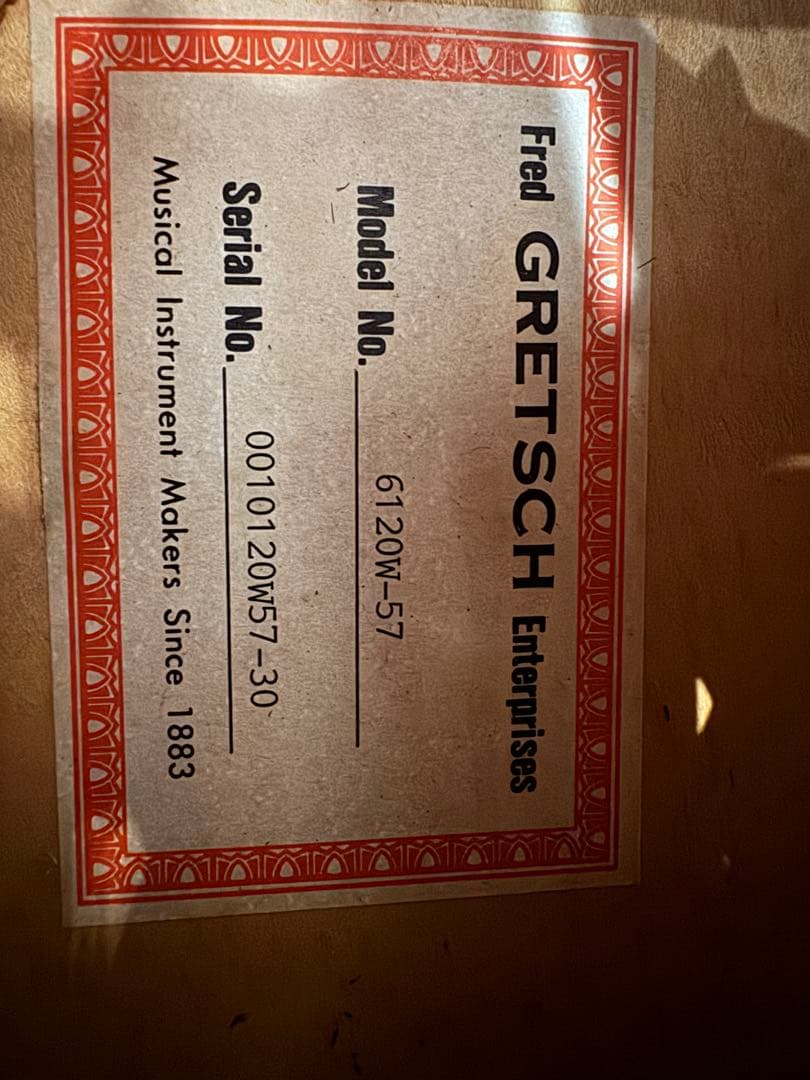 Fred GRETSCH Enterprises
Model No. 6120W-57
Serial No. 0010120W57-30
Musical Instrument Makers Since 1883